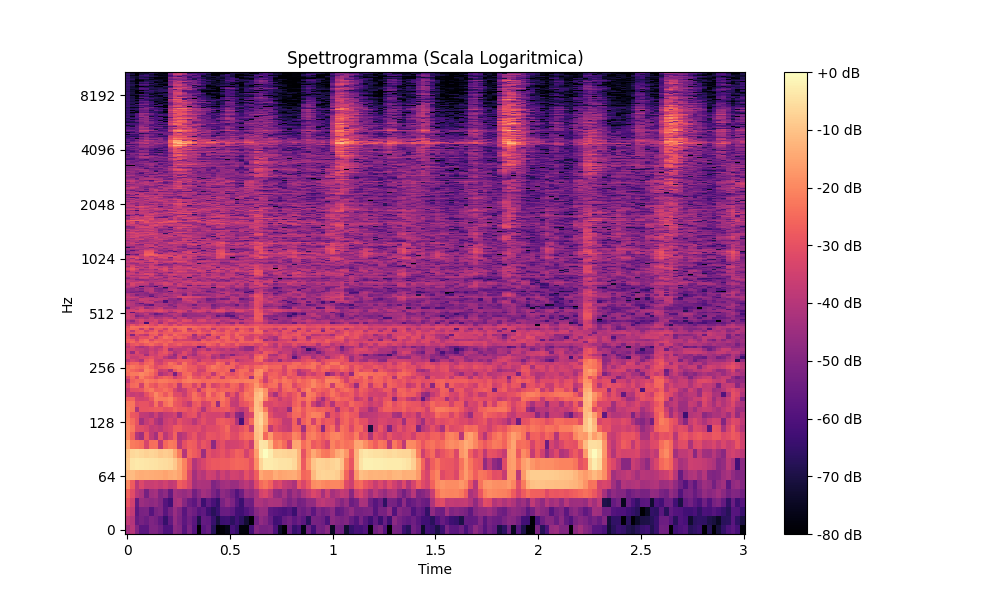 Spettrogramma (Scala Logaritmica)
Hz
8192
4096
2048
1024
512
256
128
64
0
0 0.5 1 1.5 2 2.5 3
Time
+0 dB
-10 dB
-20 dB
-30 dB
-40 dB
-50 dB
-60 dB
-70 dB
-80 dB